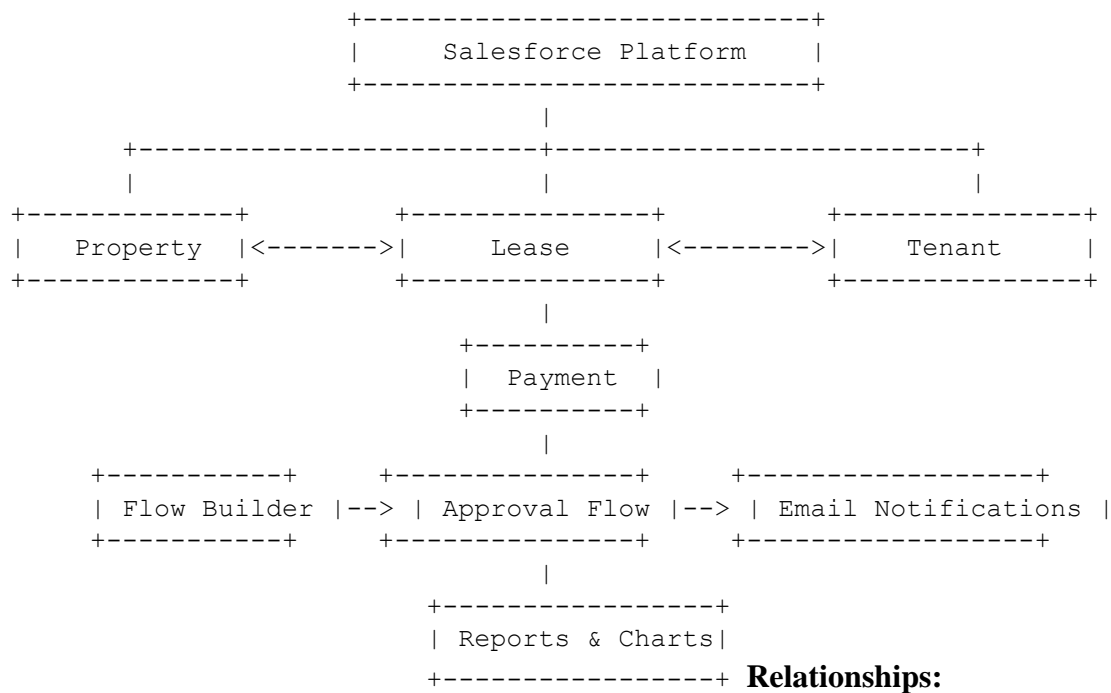 +-----------------------------+
| Salesforce Platform |
+-----------------------------+
|
+--------------------------+---------------------------+
| | |
+--------------+ +----------------+ +----------------+
| Property |<------->| Lease |<-------->| Tenant |
+--------------+ +----------------+ +----------------+
|
+-----------+
| Payment |
+-----------+
|
+------------+ +----------------+ +-------------------+
| Flow Builder |--> | Approval Flow |--> | Email Notifications |
+------------+ +----------------+ +-------------------+
|
+------------------+
| Reports & Charts|
+------------------+ Relationships: